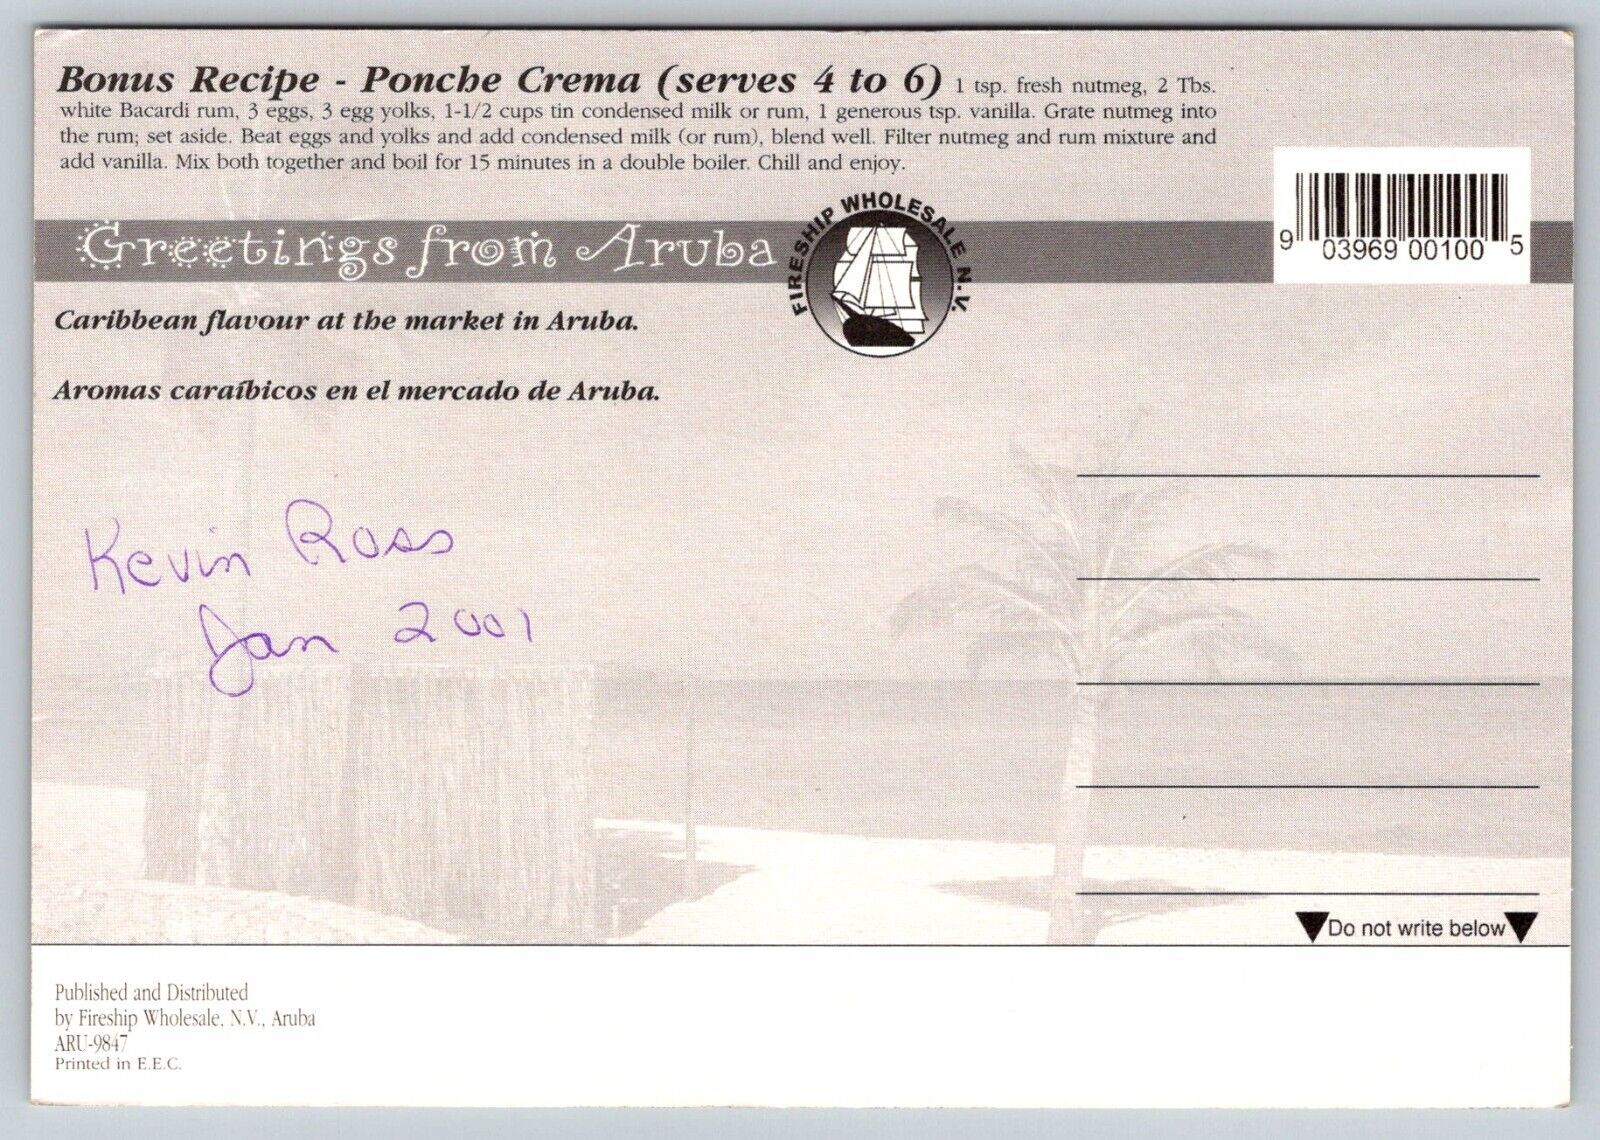 Bonus Recipe - Ponche Crema (serves 4 to 6) 1 tsp. fresh nutmeg, 2 Tbs.
white Bacardi rum, 3 eggs, 3 egg yolks, 1-1/2 cups tin condensed milk or rum, 1 generous tsp. vanilla. Grate nutmeg into
the rum; set aside. Beat eggs and yolks and add condensed milk (or rum), blend well. Filter nutmeg and rum mixture and
add vanilla. Mix both together and boil for 15 minutes in a double boiler. Chill and enjoy.
Greetings from Aruba
FIRESHIP WHOLESALE N.V.
9 03969 00100 5
Caribbean flavour at the market in Aruba.
Aromas caraíbicos en el mercado de Aruba.
Kevin Ross
Jan 2001
Do not write below
Published and Distributed
by Fireship Wholesale, N.V., Aruba
ARU-9847
Printed in E.E.C.